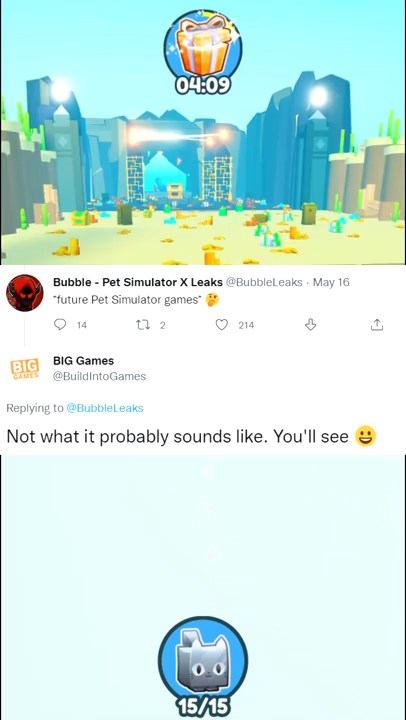 04:09
Bubble - Pet Simulator X Leaks @BubbleLeaks · May 16
"future Pet Simulator games" 🤔
14 2 214
BIG GAMES
BIG Games
@BuildIntoGames
Replying to @BubbleLeaks
Not what it probably sounds like. You'll see 😀
15/15